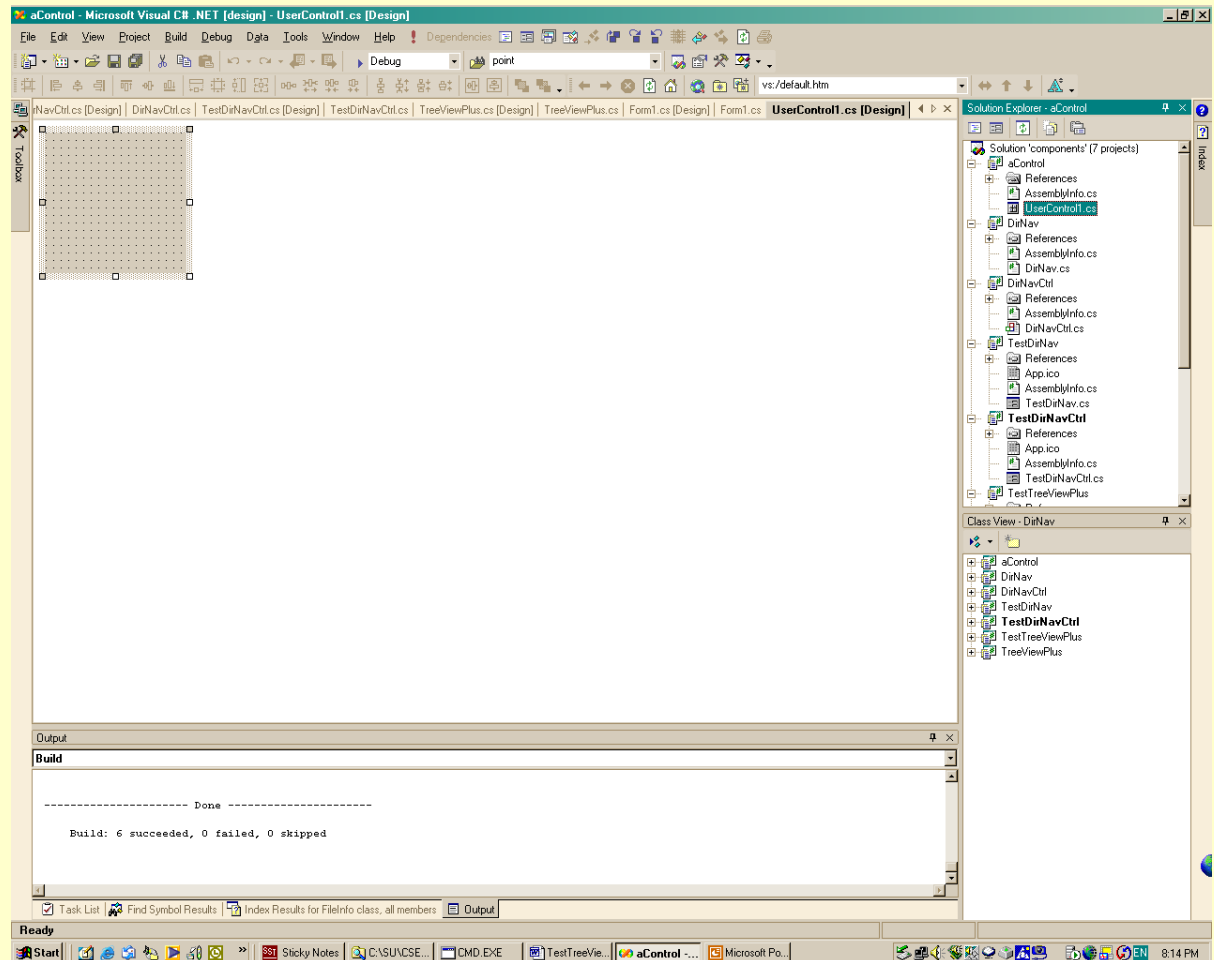 aControl - Microsoft Visual C# .NET [design] - UserControl1.cs [Design]
File Edit View Project Build Debug Data Tools Window Help Dependencies
Debug point
vs:/default.htm
rNavCtrl.cs [Design] DirNavCtrl.cs TestDirNavCtrl.cs [Design] TestDirNavCtrl.cs TreeViewPlus.cs [Design] TreeViewPlus.cs Form1.cs [Design] Form1.cs UserControl1.cs [Design]
Toolbox
Solution Explorer - aControl
Index
Solution 'components' (7 projects)
aControl
References
AssemblyInfo.cs
UserControl1.cs
DirNav
References
AssemblyInfo.cs
DirNav.cs
DirNavCtrl
References
AssemblyInfo.cs
DirNavCtrl.cs
TestDirNav
References
App.ico
AssemblyInfo.cs
TestDirNav.cs
TestDirNavCtrl
References
App.ico
AssemblyInfo.cs
TestDirNavCtrl.cs
TestTreeViewPlus
Class View - DirNav
aControl
DirNav
DirNavCtrl
TestDirNav
TestDirNavCtrl
TestTreeViewPlus
TreeViewPlus
Output
Build
---------------------- Done ----------------------
Build: 6 succeeded, 0 failed, 0 skipped
Task List Find Symbol Results Index Results for FileInfo class, all members Output
Ready
Start » SST Sticky Notes C:\SU\CSE... CMD.EXE TestTreeVie... aControl -... Microsoft Po... EN 8:14 PM